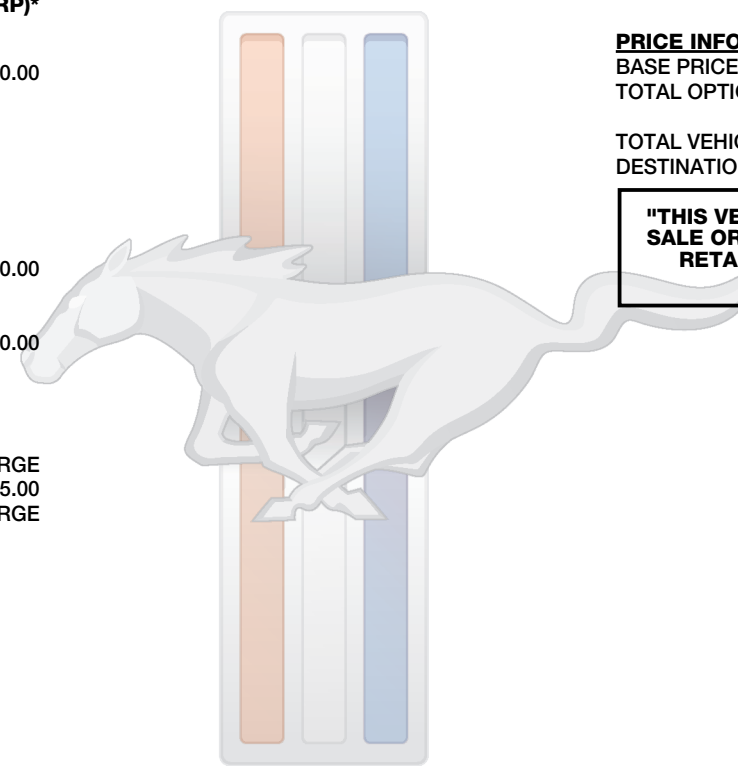 RP)*
0.00
0.00
0.00
RGE
5.00
RGE
PRICE INFO
BASE PRICE
TOTAL OPTIO
TOTAL VEHIC
DESTINATIO
"THIS VE
SALE OR
RETA